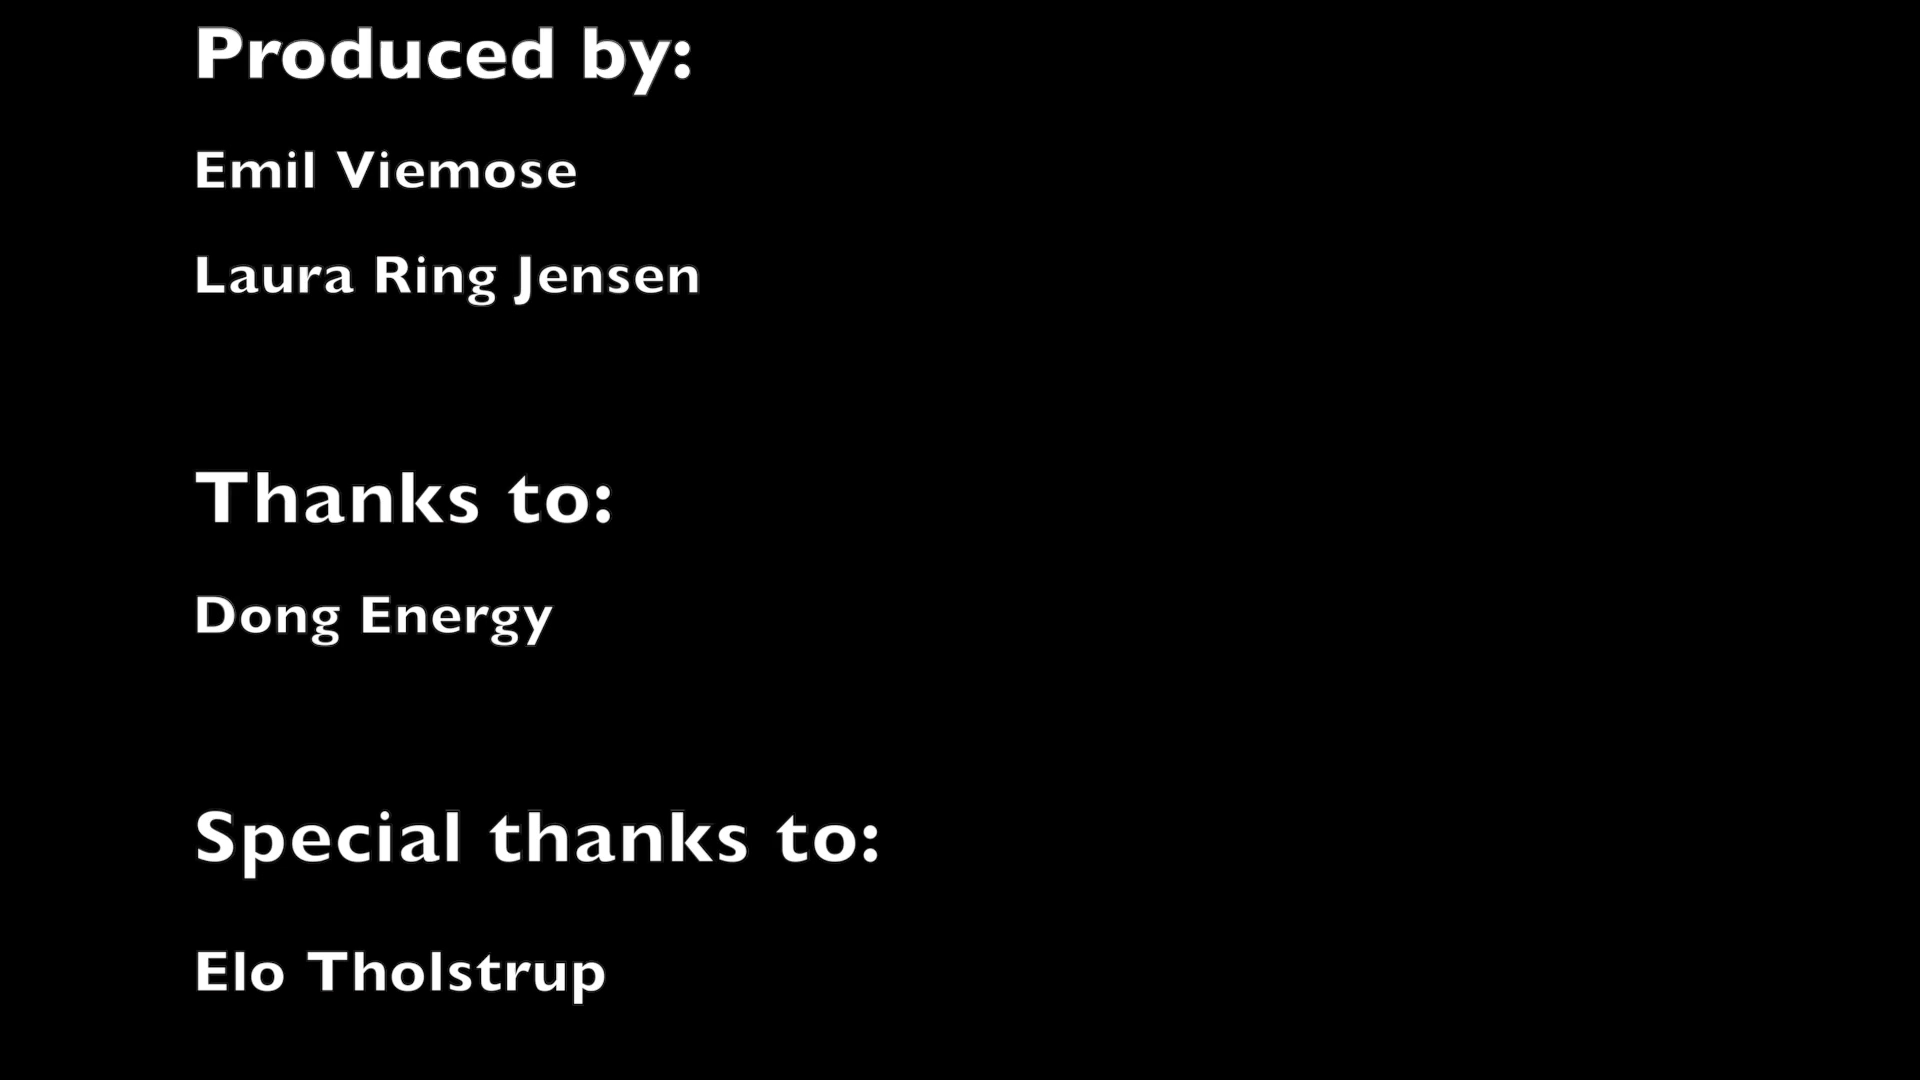 Produced by:
Emil Viemose
Laura Ring Jensen
Thanks to:
Dong Energy
Special thanks to:
Elo Tholstrup